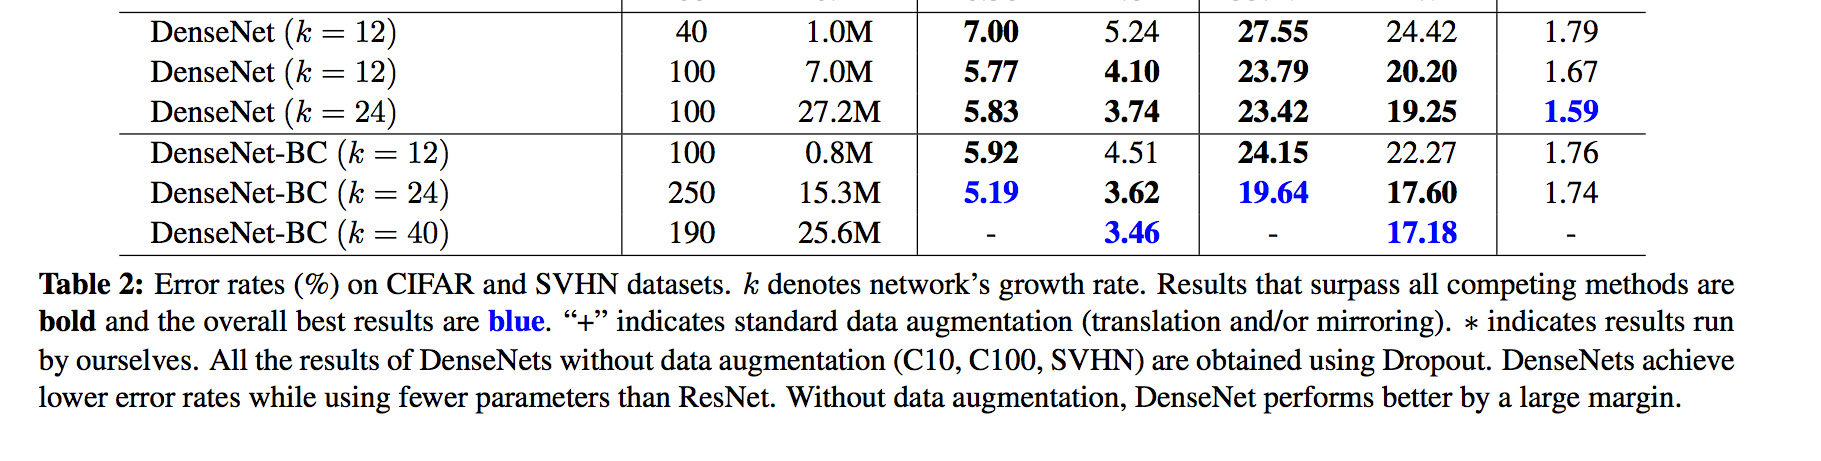 DenseNet (k = 12) 40 1.0M 7.00 5.24 27.55 24.42 1.79
DenseNet (k = 12) 100 7.0M 5.77 4.10 23.79 20.20 1.67
DenseNet (k = 24) 100 27.2M 5.83 3.74 23.42 19.25 1.59
DenseNet-BC (k = 12) 100 0.8M 5.92 4.51 24.15 22.27 1.76
DenseNet-BC (k = 24) 250 15.3M 5.19 3.62 19.64 17.60 1.74
DenseNet-BC (k = 40) 190 25.6M - 3.46 - 17.18 -
Table 2: Error rates (%) on CIFAR and SVHN datasets. k denotes network's growth rate. Results that surpass all competing methods are
bold and the overall best results are blue. “+” indicates standard data augmentation (translation and/or mirroring). ∗ indicates results run
by ourselves. All the results of DenseNets without data augmentation (C10, C100, SVHN) are obtained using Dropout. DenseNets achieve
lower error rates while using fewer parameters than ResNet. Without data augmentation, DenseNet performs better by a large margin.